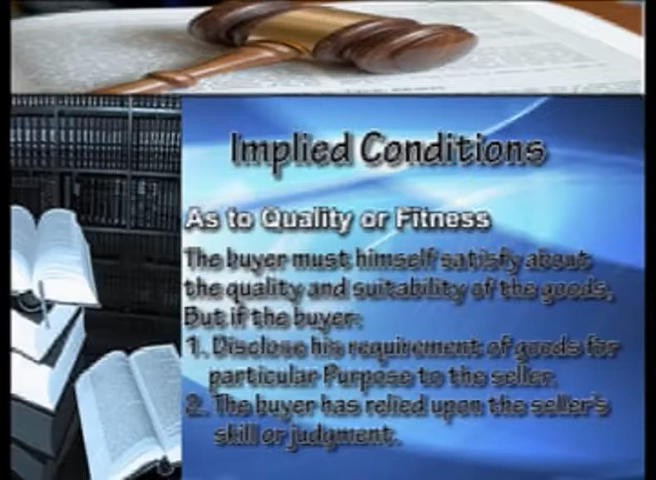 Implied Conditions
As to Quality or Fitness
The buyer must himself satisfy about
the quality and suitability of the goods,
But if the buyer:
1. Disclose his requirement of goods for
particular Purpose to the seller.
2. The buyer has relied upon the seller's
skill or judgment.